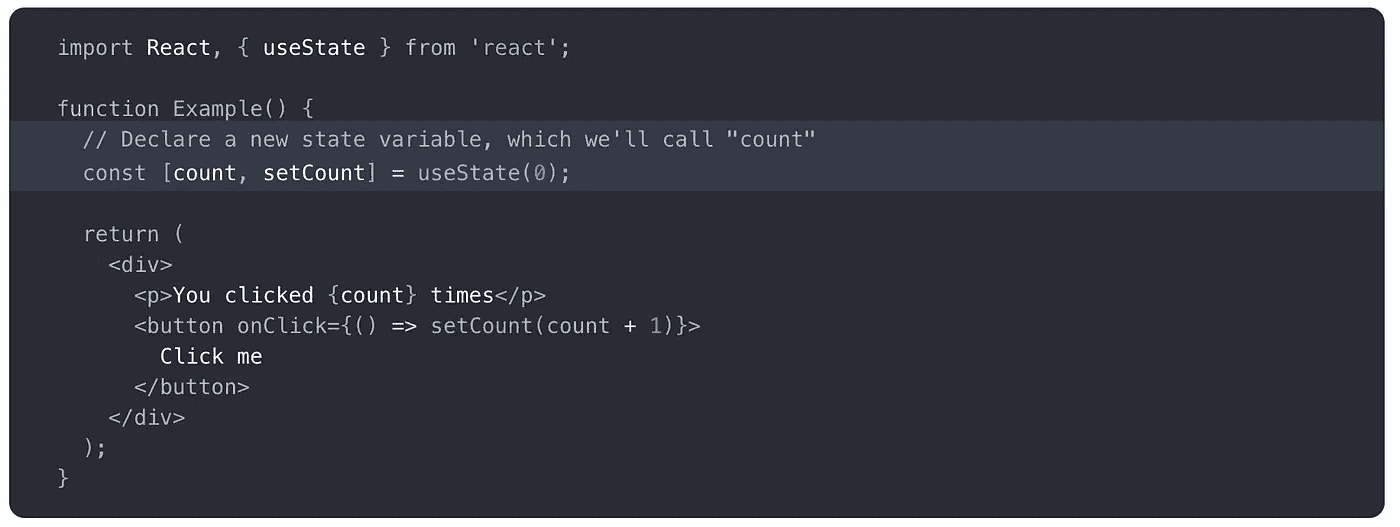 import React, { useState } from 'react';
function Example() {
  // Declare a new state variable, which we'll call "count"
  const [count, setCount] = useState(0);
  return (
    <div>
      <p>You clicked {count} times</p>
      <button onClick={() => setCount(count + 1)}>
        Click me
      </button>
    </div>
  );
}